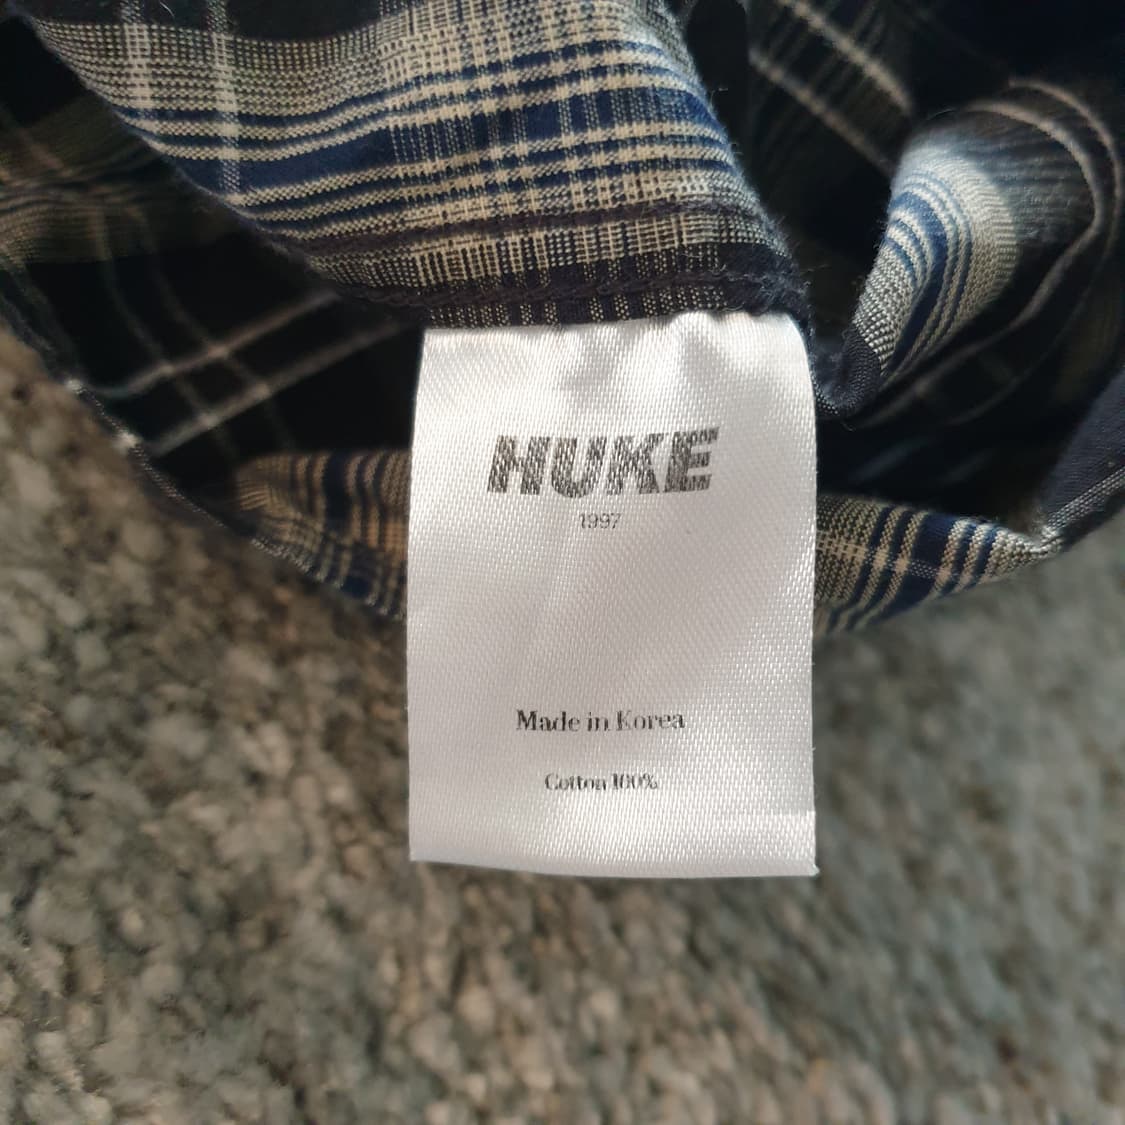 HUKE
1997
Made in Korea
Cotton 100%